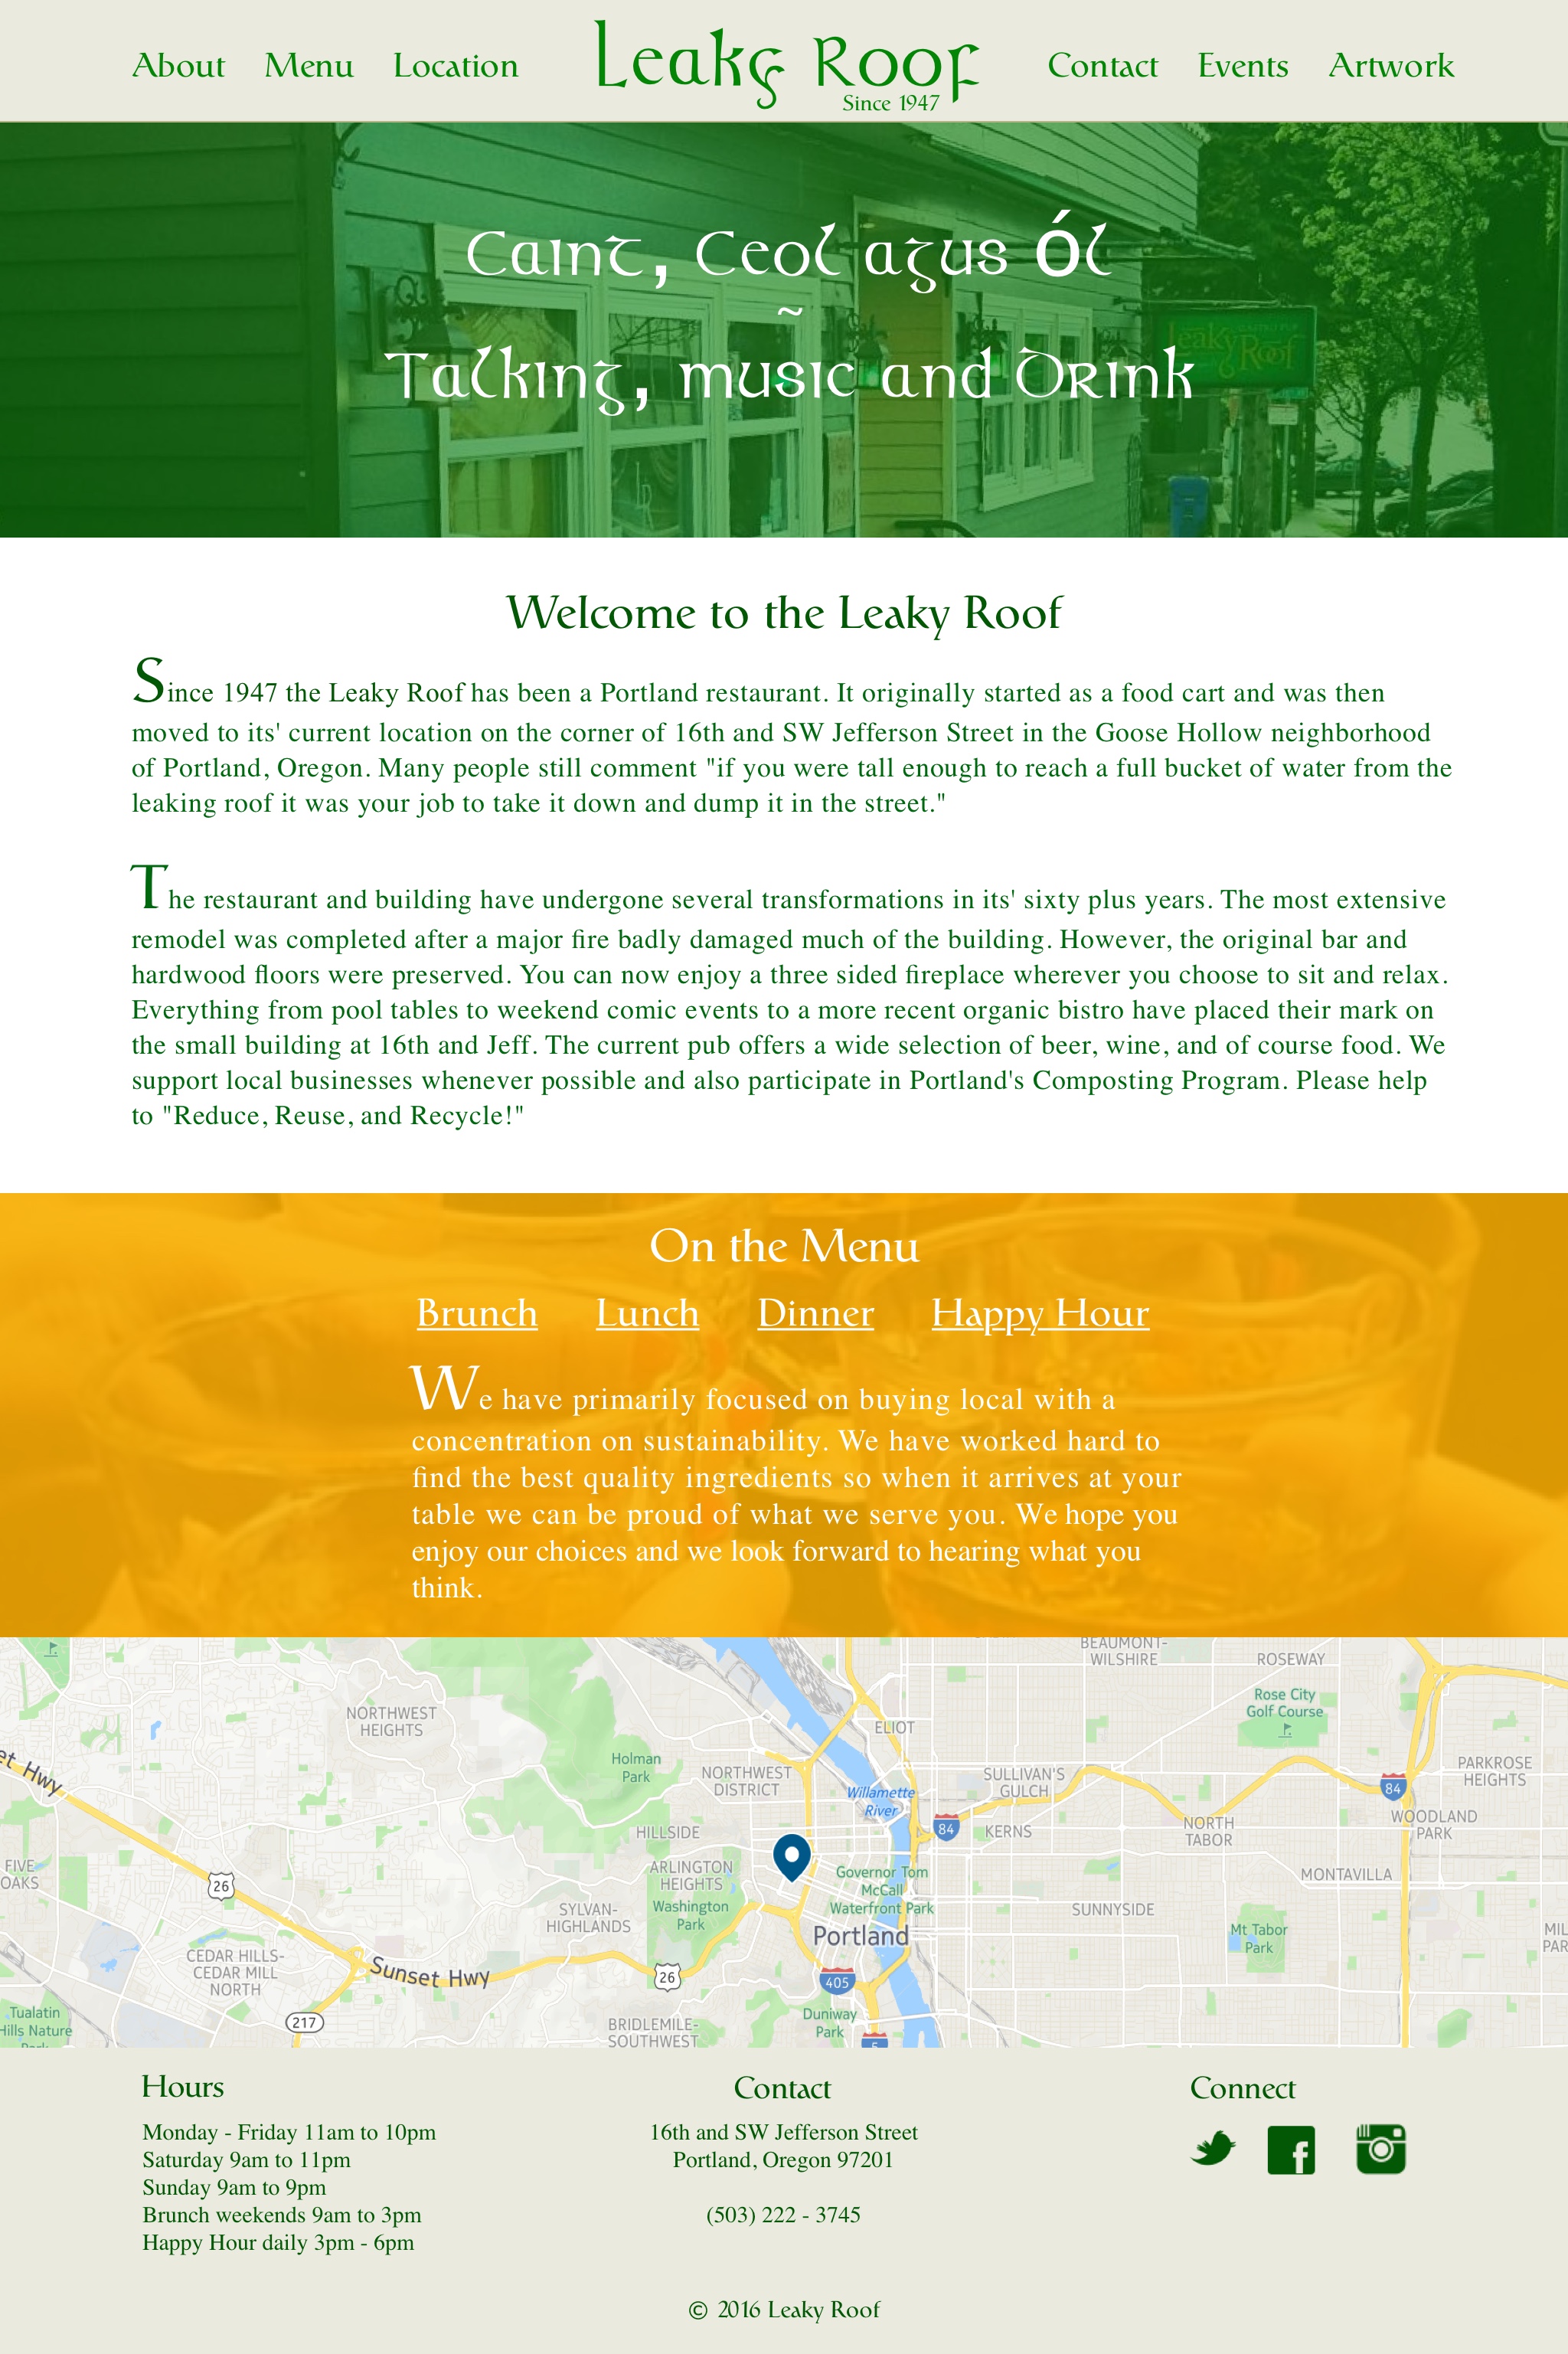 About Menu Location Leaky Roof Contact Events Artwork
Since 1947
Caint, Ceol agus Ól
~
Talking, music and Drink
Leaky Roof
Welcome to the Leaky Roof
Since 1947 the Leaky Roof has been a Portland restaurant. It originally started as a food cart and was then
moved to its' current location on the corner of 16th and SW Jefferson Street in the Goose Hollow neighborhood
of Portland, Oregon. Many people still comment "if you were tall enough to reach a full bucket of water from the
leaking roof it was your job to take it down and dump it in the street."
The restaurant and building have undergone several transformations in its' sixty plus years. The most extensive
remodel was completed after a major fire badly damaged much of the building. However, the original bar and
hardwood floors were preserved. You can now enjoy a three sided fireplace wherever you choose to sit and relax.
Everything from pool tables to weekend comic events to a more recent organic bistro have placed their mark on
the small building at 16th and Jeff. The current pub offers a wide selection of beer, wine, and of course food. We
support local businesses whenever possible and also participate in Portland's Composting Program. Please help
to "Reduce, Reuse, and Recycle!"
On the Menu
Brunch Lunch Dinner Happy Hour
We have primarily focused on buying local with a
concentration on sustainability. We have worked hard to
find the best quality ingredients so when it arrives at your
table we can be proud of what we serve you. We hope you
enjoy our choices and we look forward to hearing what you
think.
BEAUMONT-
WILSHIRE
ROSEWAY
Rose City
Golf Course
NORTHWEST
HEIGHTS
ELIOT
Holman
Park
NORTHWEST
DISTRICT
SULLIVAN'S
GULCH
PARKROSE
HEIGHTS
et Hwy
Willamette
River
84
84
HILLSIDE
KERNS
NORTH
TABOR
WOODLAND
PARK
FIVE
OAKS
26
ARLINGTON
HEIGHTS
Governor Tom
McCall
Waterfront Park
MONTAVILLA
SYLVAN-
HIGHLANDS
Washington
Park
SUNNYSIDE
Portland
Mt Tabor
Park
MIL
PAR
CEDAR HILLS-
CEDAR MILL
NORTH
Sunset Hwy
26
405
Tualatin
Hills Nature
Park
217
BRIDLEMILE-
SOUTHWEST
Duniway
Park
5
Hours
Monday - Friday 11am to 10pm
Saturday 9am to 11pm
Sunday 9am to 9pm
Brunch weekends 9am to 3pm
Happy Hour daily 3pm - 6pm
Contact
16th and SW Jefferson Street
Portland, Oregon 97201
(503) 222 - 3745
Connect
© 2016 Leaky Roof